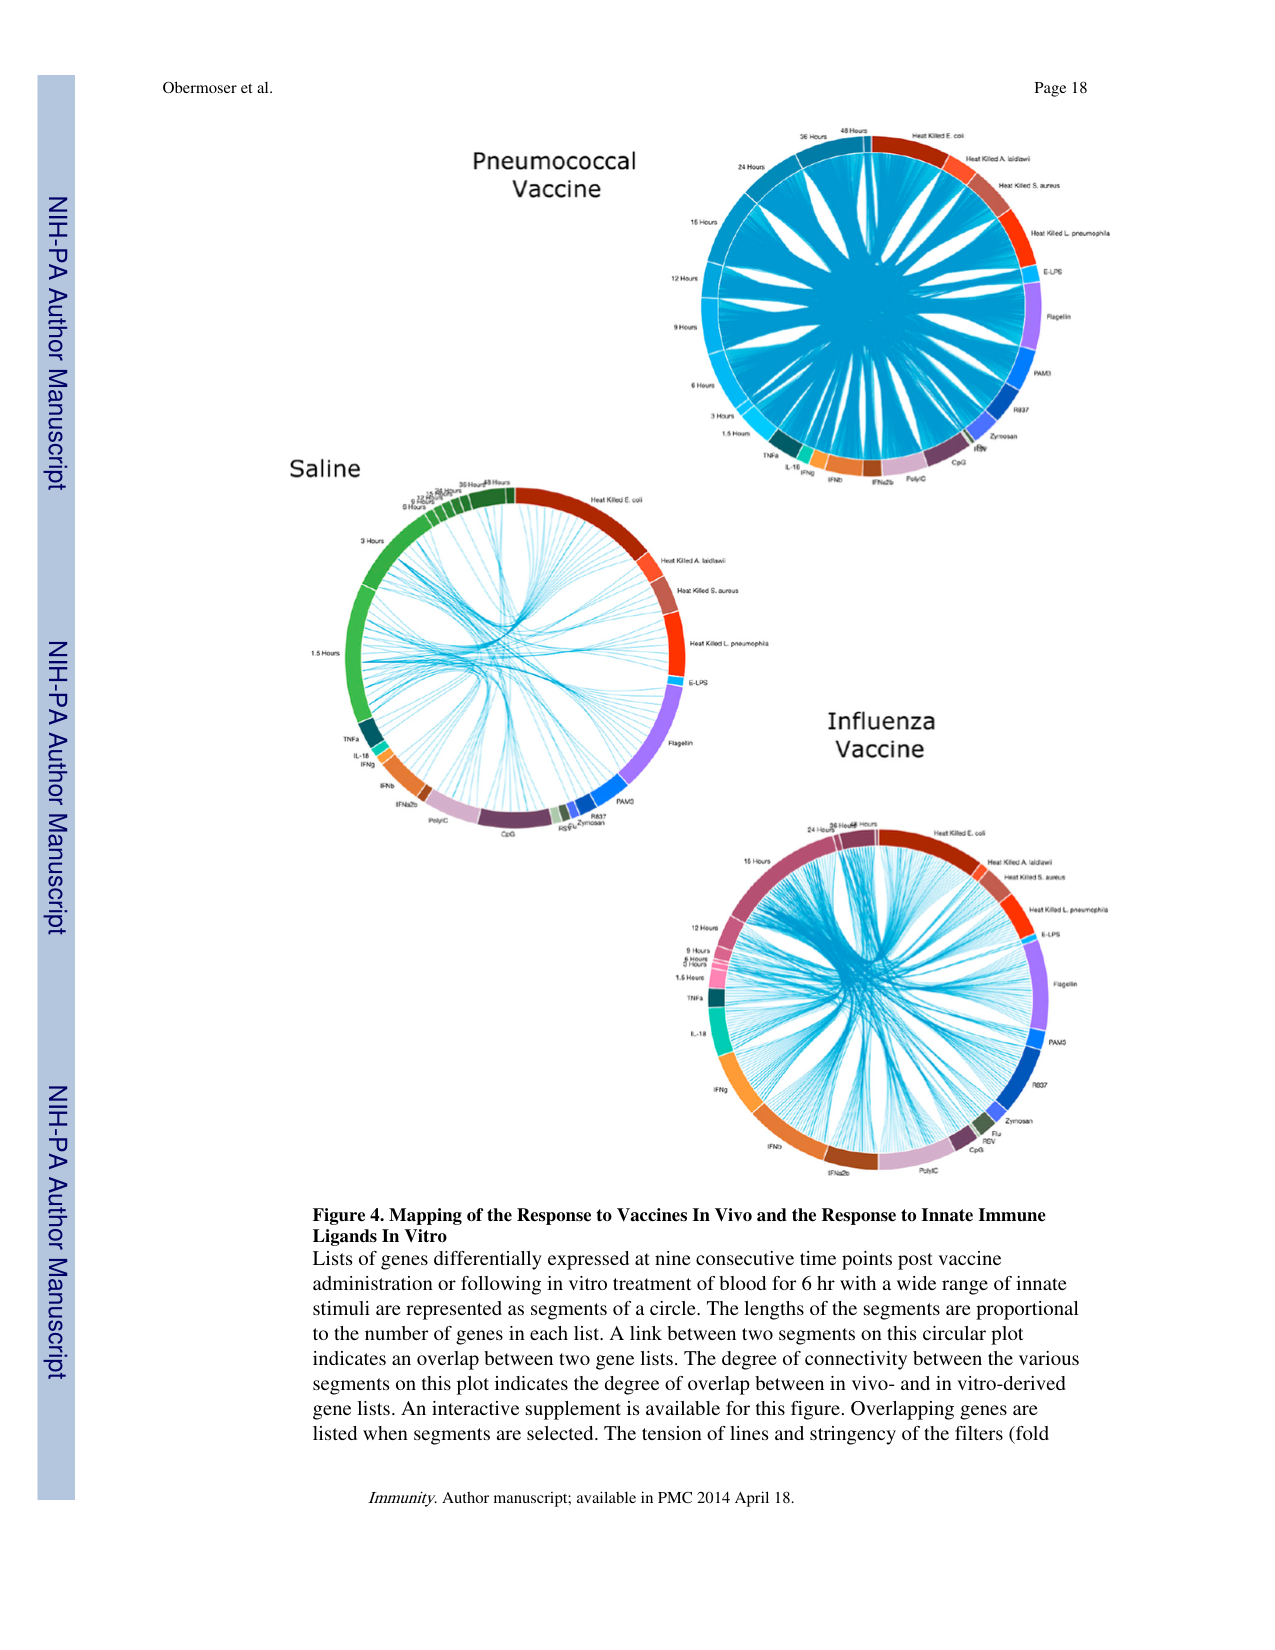 Obermoser et al.
Page 18
NIH-PA Author Manuscript
NIH-PA Author Manuscript
NIH-PA Author Manuscript
Pneumococcal
Vaccine
48 Hours
36 Hours
24 Hours
15 Hours
12 Hours
9 Hours
6 Hours
3 Hours
1.5 Hours
TNFa
IL-18
IFNg
IFNb
IFNa2b
PolyIC
CpG
RSV
Zymosan
R837
PAM3
Flagelin
E-LPS
Heat Killed L. pneumophila
Heat Killed S. aureus
Heat Killed A. laidlawii
Heat Killed E. coli
Saline
48 Hours
36 Hours
3 Hours
1.5 Hours
TNFa
IL-18
IFNg
IFNb
IFNa2b
PolyIC
CpG
Zymosan
R837
PAM3
Flagelin
E-LPS
Heat Killed L. pneumophila
Heat Killed S. aureus
Heat Killed A. laidlawii
Heat Killed E. coli
Influenza
Vaccine
24 Hours
15 Hours
12 Hours
9 Hours
1.5 Hours
TNFa
IL-18
IFNg
IFNb
IFNa2b
PolyIC
CpG
RSV
Flu
Zymosan
R837
PAM3
Flagelin
E-LPS
Heat Killed L. pneumophila
Heat Killed S. aureus
Heat Killed A. laidlawii
Heat Killed E. coli
Figure 4. Mapping of the Response to Vaccines In Vivo and the Response to Innate Immune
Ligands In Vitro
Lists of genes differentially expressed at nine consecutive time points post vaccine
administration or following in vitro treatment of blood for 6 hr with a wide range of innate
stimuli are represented as segments of a circle. The lengths of the segments are proportional
to the number of genes in each list. A link between two segments on this circular plot
indicates an overlap between two gene lists. The degree of connectivity between the various
segments on this plot indicates the degree of overlap between in vivo- and in vitro-derived
gene lists. An interactive supplement is available for this figure. Overlapping genes are
listed when segments are selected. The tension of lines and stringency of the filters (fold
Immunity. Author manuscript; available in PMC 2014 April 18.